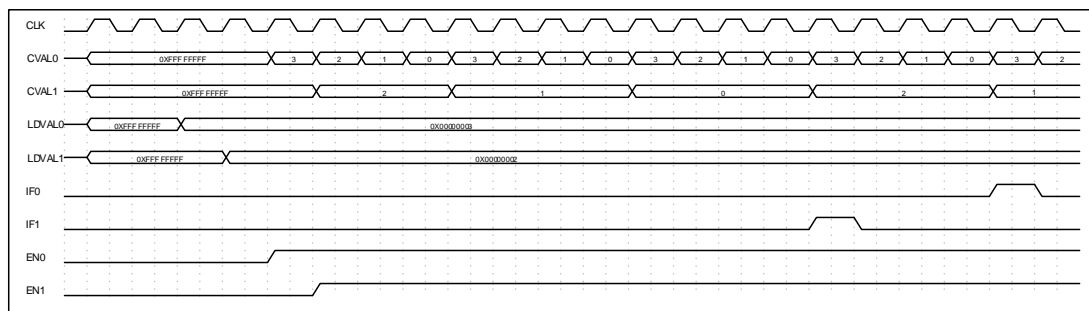 CLK
CVAL0 0XFFF FFFFF 3 2 1 0 3 2 1 0 3 2 1 0 3 2 1 0 3 2
CVAL1 0XFFF FFFFF 2 1 0 2 1
LDVAL0 0XFFF FFFFF 0X00000003
LDVAL1 0XFFF FFFFF 0X00000002
IF0
IF1
EN0
EN1